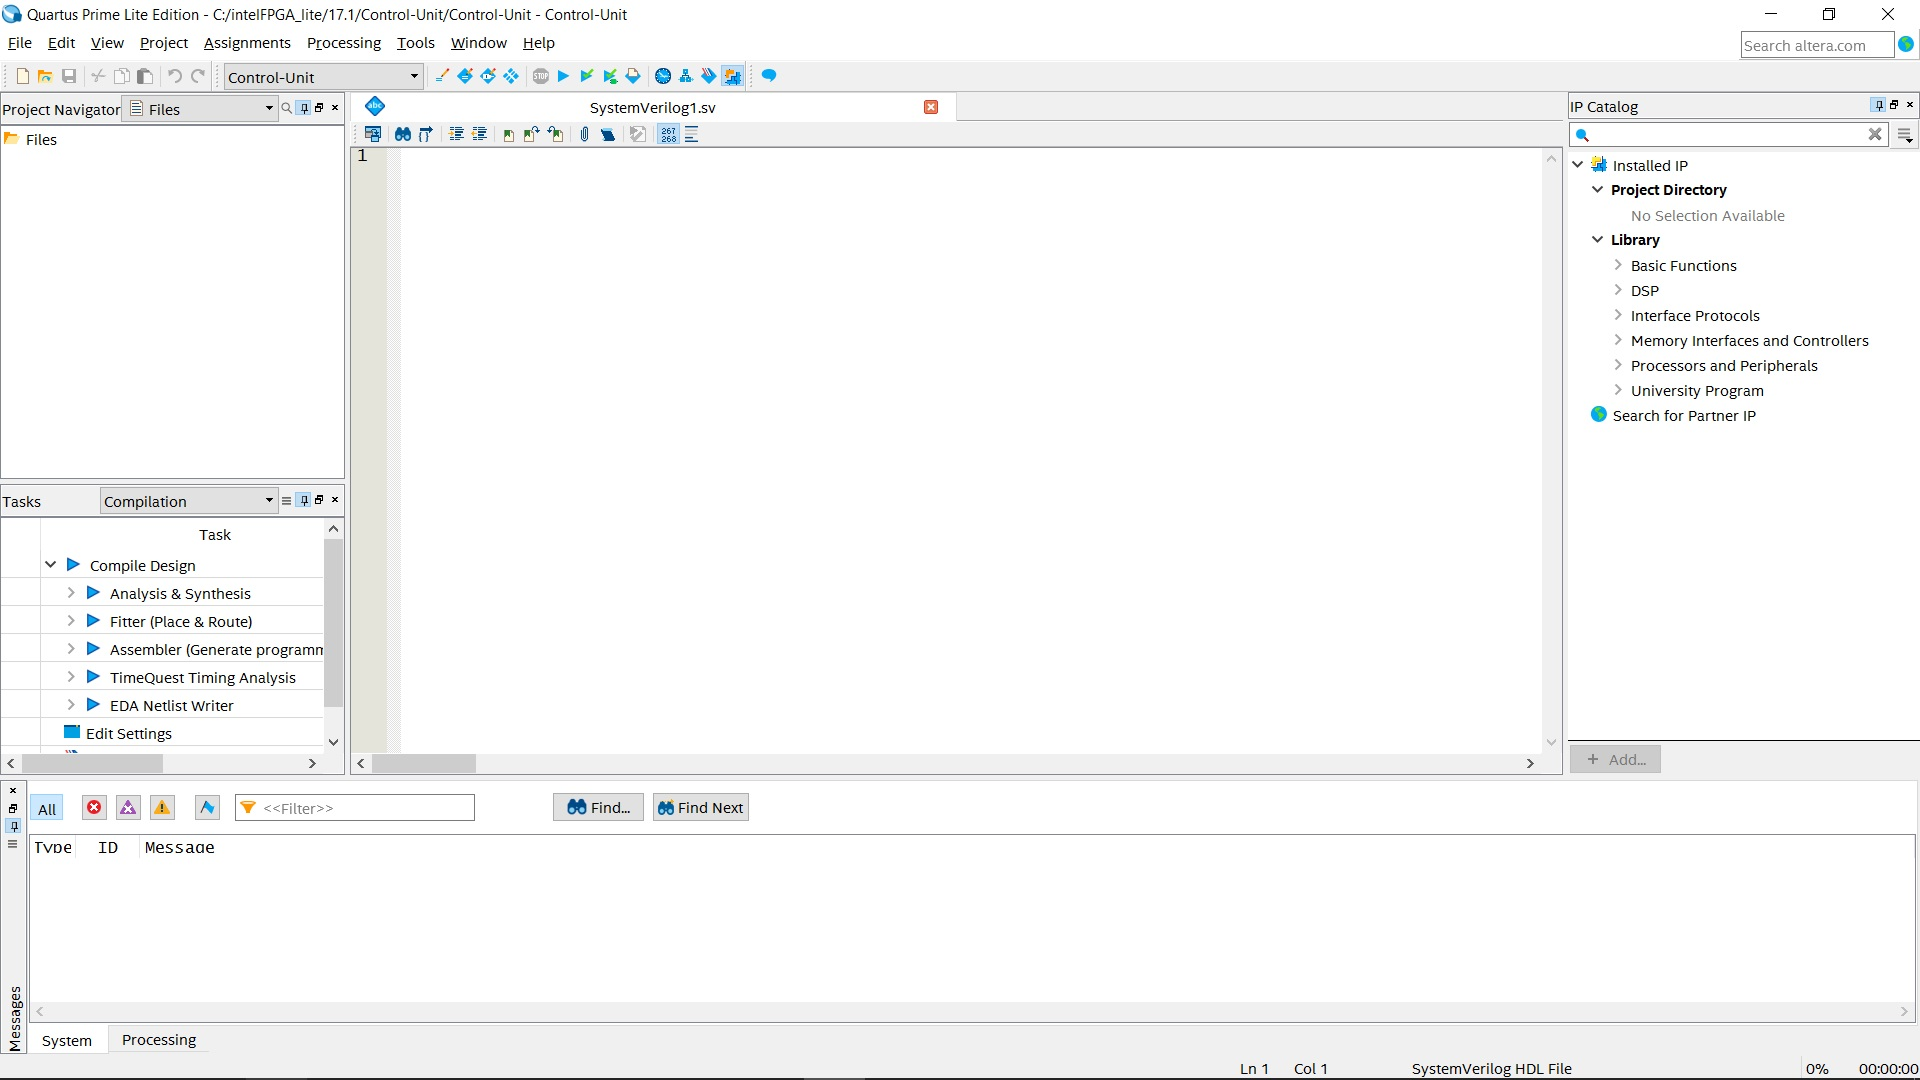 Quartus Prime Lite Edition - C:/intelFPGA_lite/17.1/Control-Unit/Control-Unit - Control-Unit
File Edit View Project Assignments Processing Tools Window Help
Search altera.com
Control-Unit
Project Navigator Files
SystemVerilog1.sv
IP Catalog
Files
267
268
1
Installed IP
Project Directory
No Selection Available
Library
Basic Functions
DSP
Interface Protocols
Memory Interfaces and Controllers
Processors and Peripherals
University Program
Search for Partner IP
Tasks Compilation
Task
Compile Design
Analysis & Synthesis
Fitter (Place & Route)
Assembler (Generate programm
TimeQuest Timing Analysis
EDA Netlist Writer
Edit Settings
+ Add...
All <<Filter>> Find... Find Next
Type ID Message
Messages
System Processing
Ln 1 Col 1 SystemVerilog HDL File 0% 00:00:00